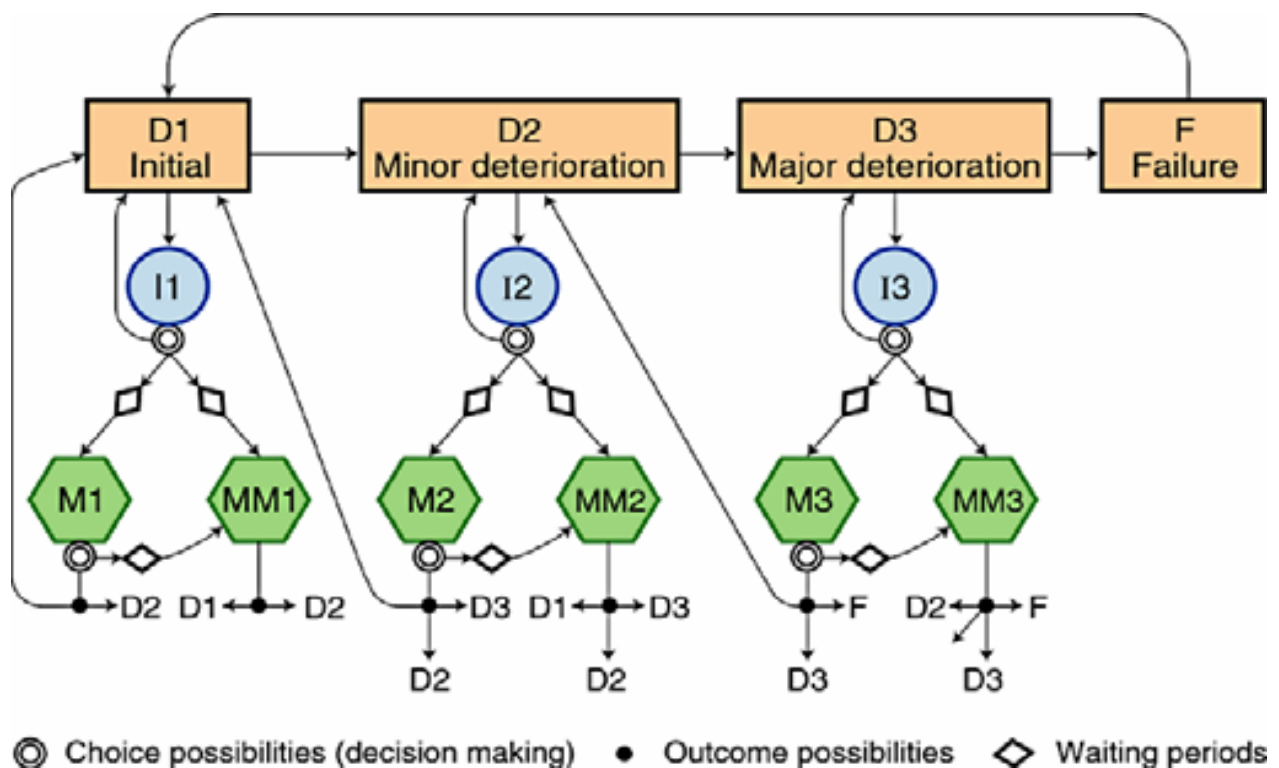 D1
Initial
D2
Minor deterioration
D3
Major deterioration
F
Failure
I1
I2
I3
M1
MM1
M2
MM2
M3
MM3
D2 D1 D2 D3 D1 D3 F D2 F
D2 D2 D3 D3
Choice possibilities (decision making) Outcome possibilities Waiting periods